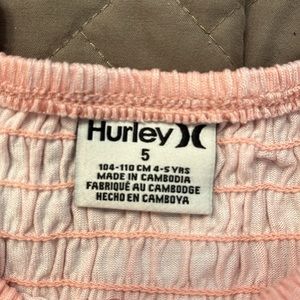 Hurley
5
104-110 CM 4-5 YRS
MADE IN CAMBODIA
FABRIQUÉ AU CAMBODGE
HECHO EN CAMBOYA